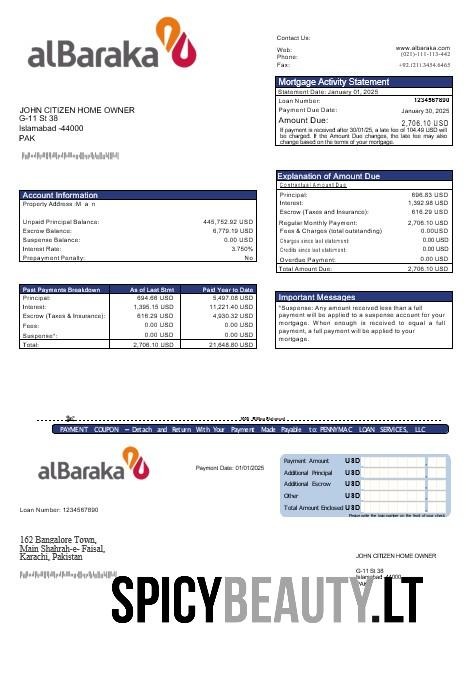 alBaraka
Contact Us:
Web: www.albaraka.com
Phone: (021)-111-113-442
Fax: +92.(21).3454.6465
Mortgage Activity Statement
Statement Date: January 01, 2025
Loan Number: 1234567890
Payment Due Date: January 30, 2025
Amount Due: 2,706.10 USD
If payment is received after 30/01/25, a late fee of 104.49 USD will
be charged. If the Amount Due Changes, the late fee may also
change based on the terms of your mortgage.
JOHN CITIZEN HOME OWNER
G-11 St 38
Islamabad -44000
PAK
Account Information
Property Address
Unpaid Principal Balance: 445,752.92 USD
Escrow Balance: 6,779.19 USD
Suspense Balance: 0.00 USD
Interest Rate: 3.750%
Prepayment Penalty: No
Explanation of Amount Due
Contractual Amount Due
Principal: 696.83 USD
Interest: 1,392.98 USD
Escrow (Taxes and Insurance): 616.29 USD
Regular Monthly Payment: 2,706.10 USD
Fees & Charges (total outstanding) 0.00USD
Charges since last statement: 0.00 USD
Credits since last statement: 0.00 USD
Overdue Payment: 0.00 USD
Total Amount Due: 2,706.10 USD
Past Payments Breakdown As of Last Stmt Paid Year to Date
Principal: 694.66 USD 5,497.08 USD
Interest: 1,395.15 USD 11,221.40 USD
Escrow (Taxes & Insurance): 616.29 USD 4,930.32 USD
Fees: 0.00 USD 0.00 USD
Suspense*: 0.00 USD 0.00 USD
Total: 2,706.10 USD 21,648.80 USD
Important Messages
*Suspense: Any amount received less than a full
payment will be applied to a suspense account for your
mortgage. When enough is received to equal a full
payment, a full payment will be applied to your
mortgage.
PAYMENT COUPON – Detach and Return With Your Payment Made Payable to: PENNYMAC LOAN SERVICES, LLC
alBaraka
Payment Date: 01/01/2025
Payment Amount USD
Additional Principal USD
Additional Escrow USD
Other USD
Total Amount Enclosed USD
Please write the loan number on the front of your check.
Loan Number: 1234567890
162 Bangalore Town,
Main Shahrah-e- Faisal,
Karachi, Pakistan
JOHN CITIZEN HOME OWNER
G-11 St 38
Islamabad -44000
PAK
SPICYBEAUTY.LT